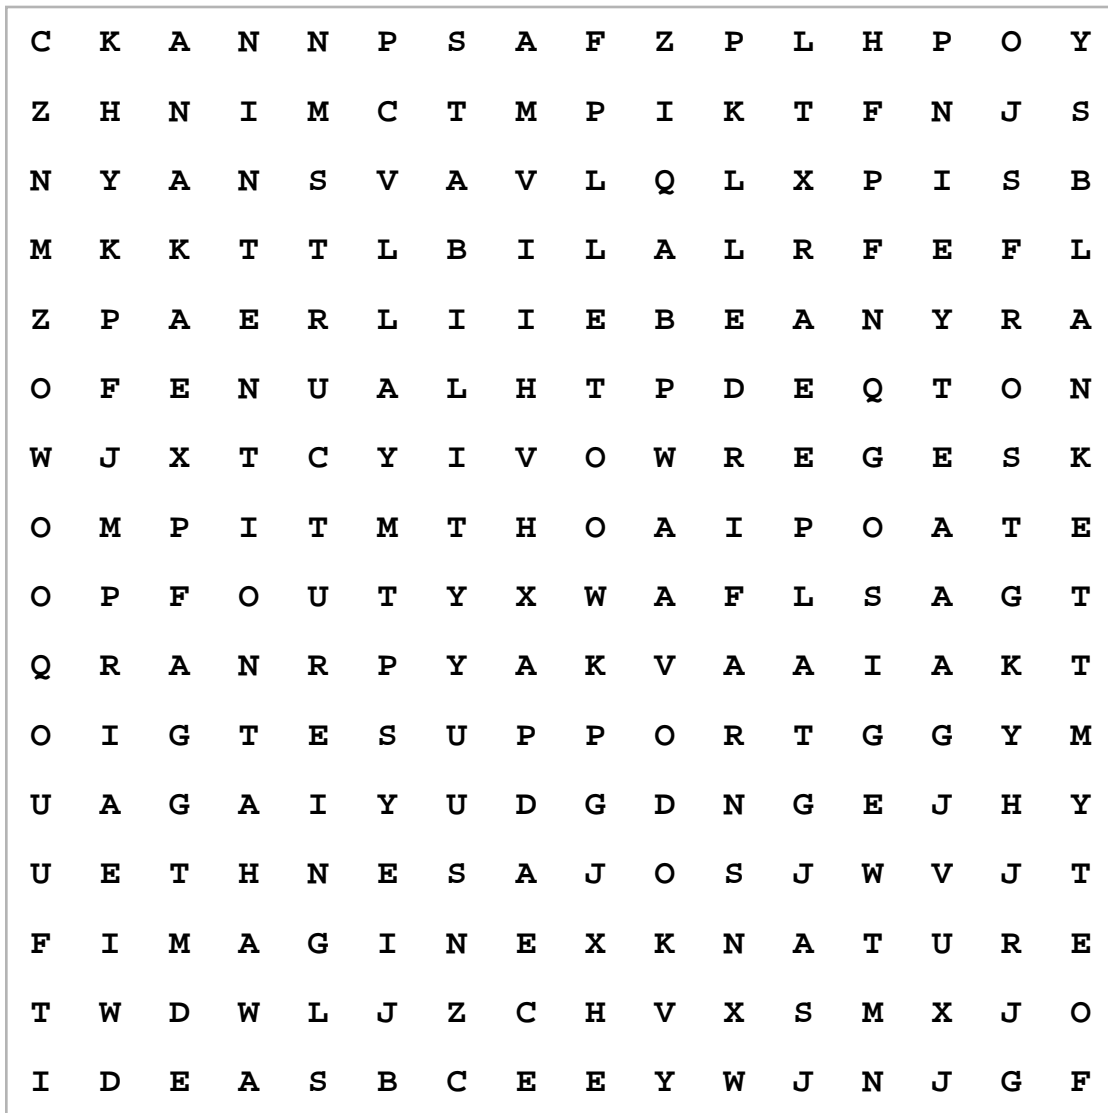 C K A N N P S A F Z P L H P O Y
Z H N I M C T M P I K T F N J S
N Y A N S V A V L Q L X P I S B
M K K T T L B I L A L R F E F L
Z P A E R L I I E B E A N Y R A
O F E N U A L H T P D E Q T O N
W J X T C Y I V O W R E G E S K
O M P I T M T H O A I P O A T E
O P F O U T Y X W A F L S A G T
Q R A N R P Y A K V A A I A K T
O I G T E S U P P O R T G G Y M
U A G A I Y U D G D N G E J H Y
U E T H N E S A J O S J W V J T
F I M A G I N E X K N A T U R E
T W D W L J Z C H V X S M X J O
I D E A S B C E E Y W J N J G F